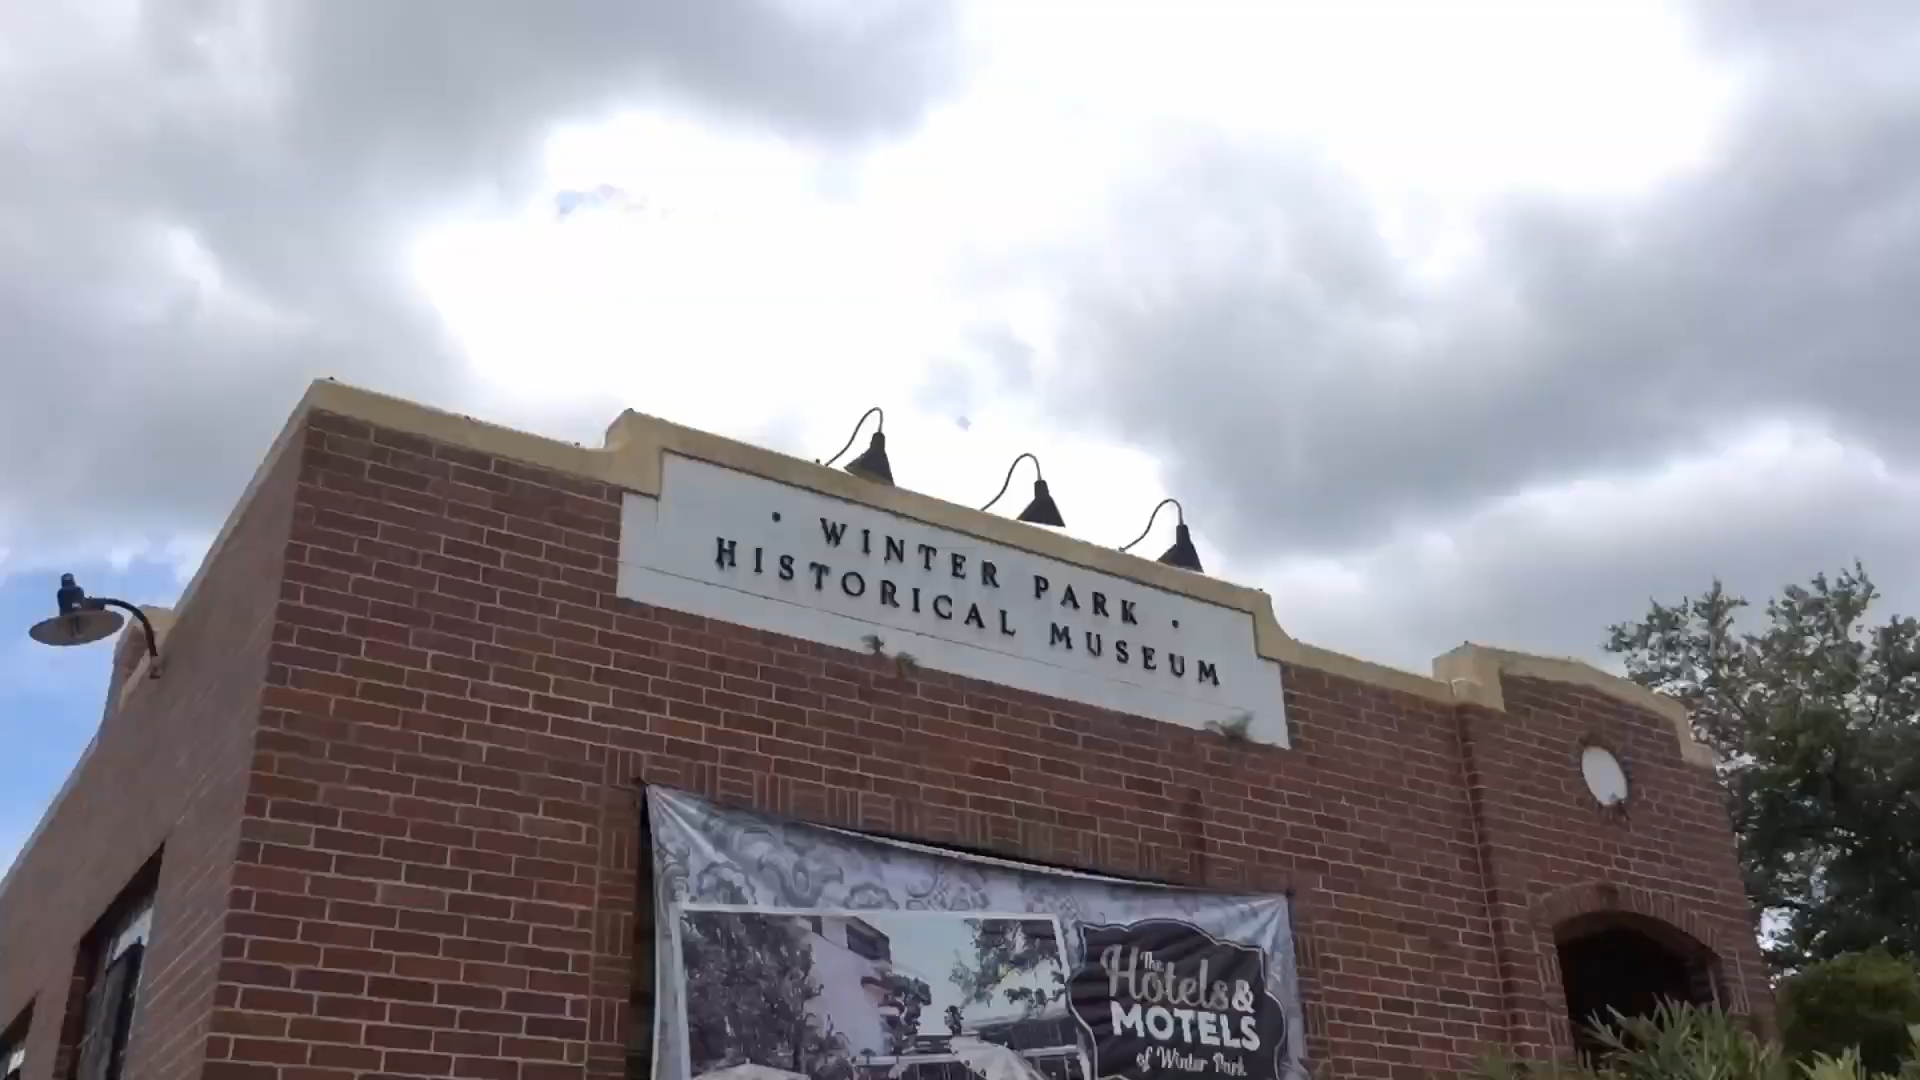 • WINTER PARK •
HISTORICAL MUSEUM
The
Hotels &
MOTELS
of Winter Park